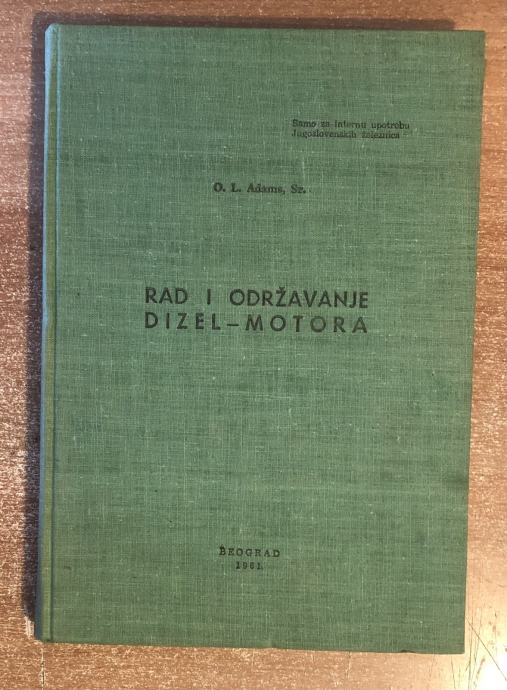 Samo za internu upotrebu
Jugoslovenskih železnica
O. L. Adams, Sr.
RAD I ODRŽAVANJE
DIZEL–MOTORA
BEOGRAD
1961.